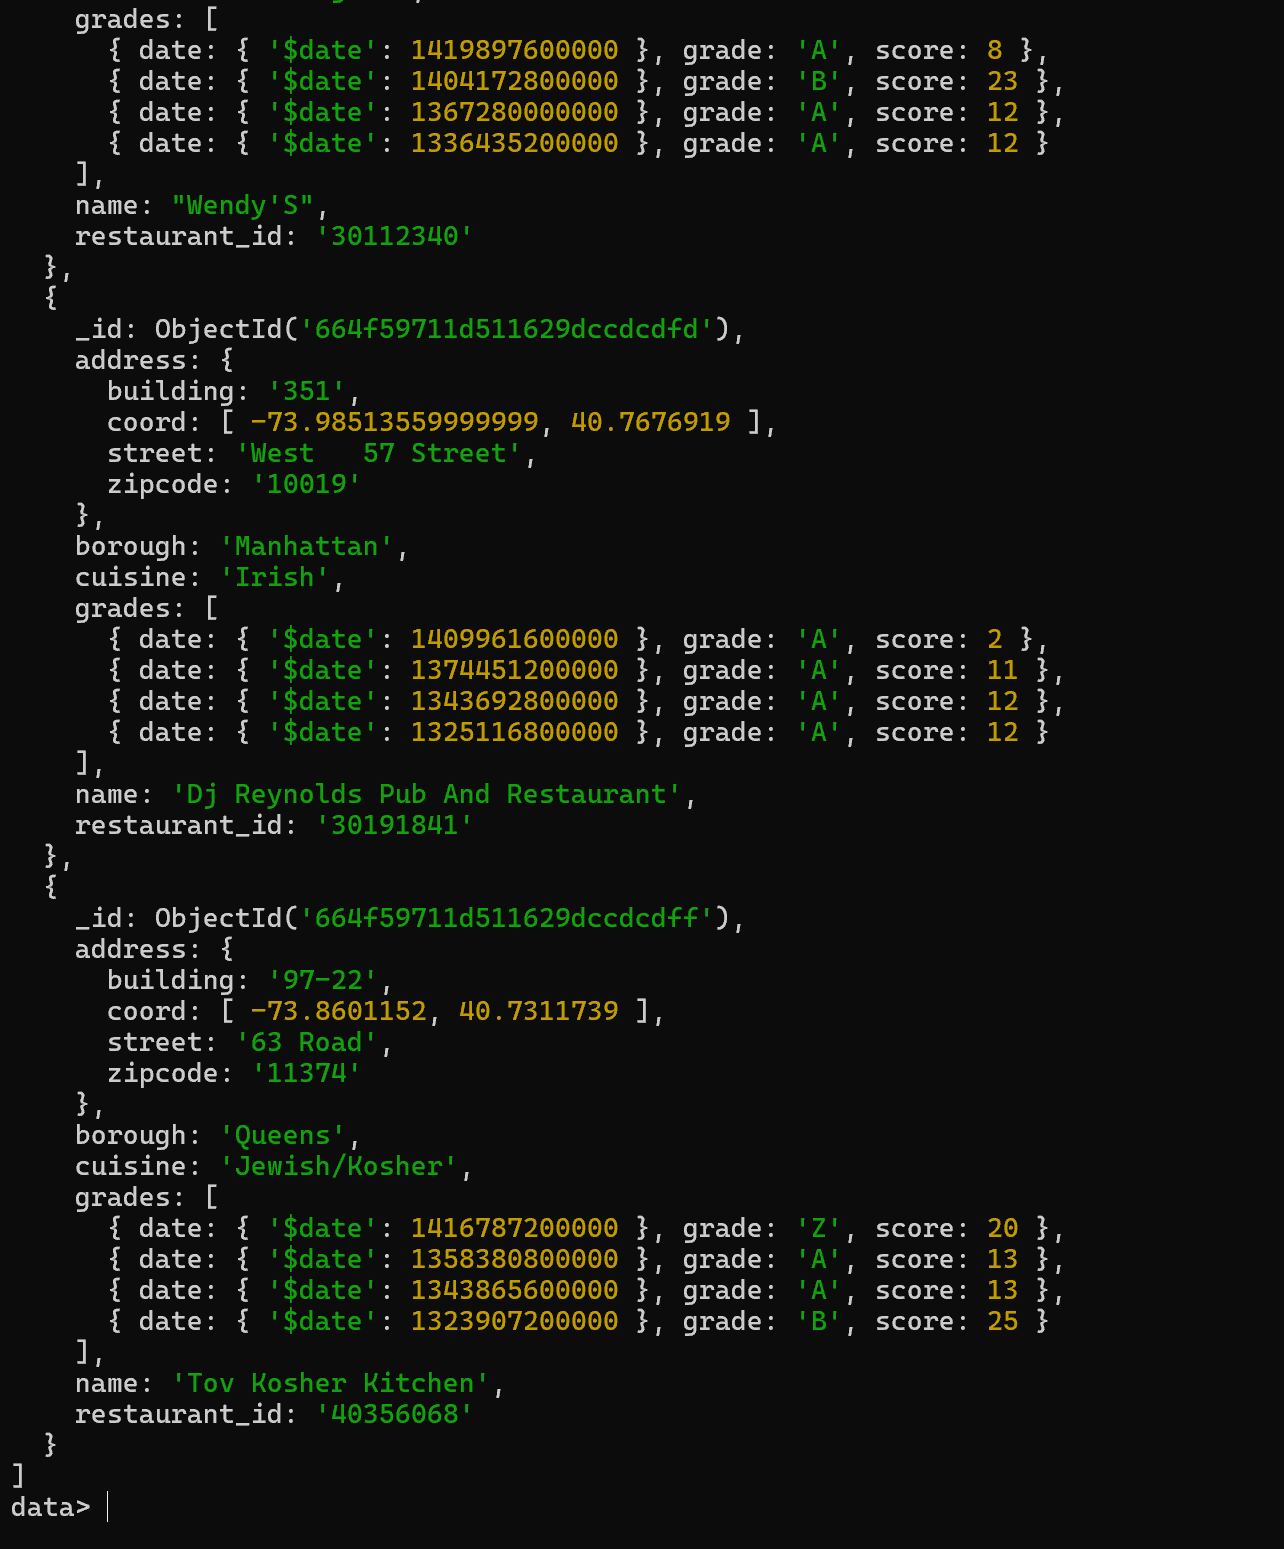 grades: [
{ date: { '$date': 1419897600000 }, grade: 'A', score: 8 },
{ date: { '$date': 1404172800000 }, grade: 'B', score: 23 },
{ date: { '$date': 1367280000000 }, grade: 'A', score: 12 },
{ date: { '$date': 1336435200000 }, grade: 'A', score: 12 }
],
name: "Wendy'S",
restaurant_id: '30112340'
},
{
_id: ObjectId('664f59711d511629dccdcdfd'),
address: {
building: '351',
coord: [ -73.98513559999999, 40.7676919 ],
street: 'West   57 Street',
zipcode: '10019'
},
borough: 'Manhattan',
cuisine: 'Irish',
grades: [
{ date: { '$date': 1409961600000 }, grade: 'A', score: 2 },
{ date: { '$date': 1374451200000 }, grade: 'A', score: 11 },
{ date: { '$date': 1343692800000 }, grade: 'A', score: 12 },
{ date: { '$date': 1325116800000 }, grade: 'A', score: 12 }
],
name: 'Dj Reynolds Pub And Restaurant',
restaurant_id: '30191841'
},
{
_id: ObjectId('664f59711d511629dccdcdff'),
address: {
building: '97-22',
coord: [ -73.8601152, 40.7311739 ],
street: '63 Road',
zipcode: '11374'
},
borough: 'Queens',
cuisine: 'Jewish/Kosher',
grades: [
{ date: { '$date': 1416787200000 }, grade: 'Z', score: 20 },
{ date: { '$date': 1358380800000 }, grade: 'A', score: 13 },
{ date: { '$date': 1343865600000 }, grade: 'A', score: 13 },
{ date: { '$date': 1323907200000 }, grade: 'B', score: 25 }
],
name: 'Tov Kosher Kitchen',
restaurant_id: '40356068'
}
]
data>